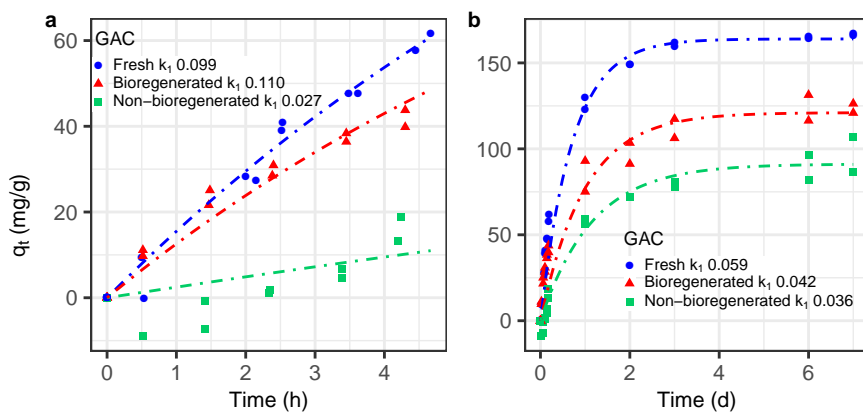 a
GAC
Fresh k₁ 0.099
Bioregenerated k₁ 0.110
Non−bioregenerated k₁ 0.027
60
40
20
0
0 1 2 3 4
Time (h)
qₜ (mg/g)
b
150
100
50
0
GAC
Fresh k₁ 0.059
Bioregenerated k₁ 0.042
Non−bioregenerated k₁ 0.036
0 2 4 6
Time (d)